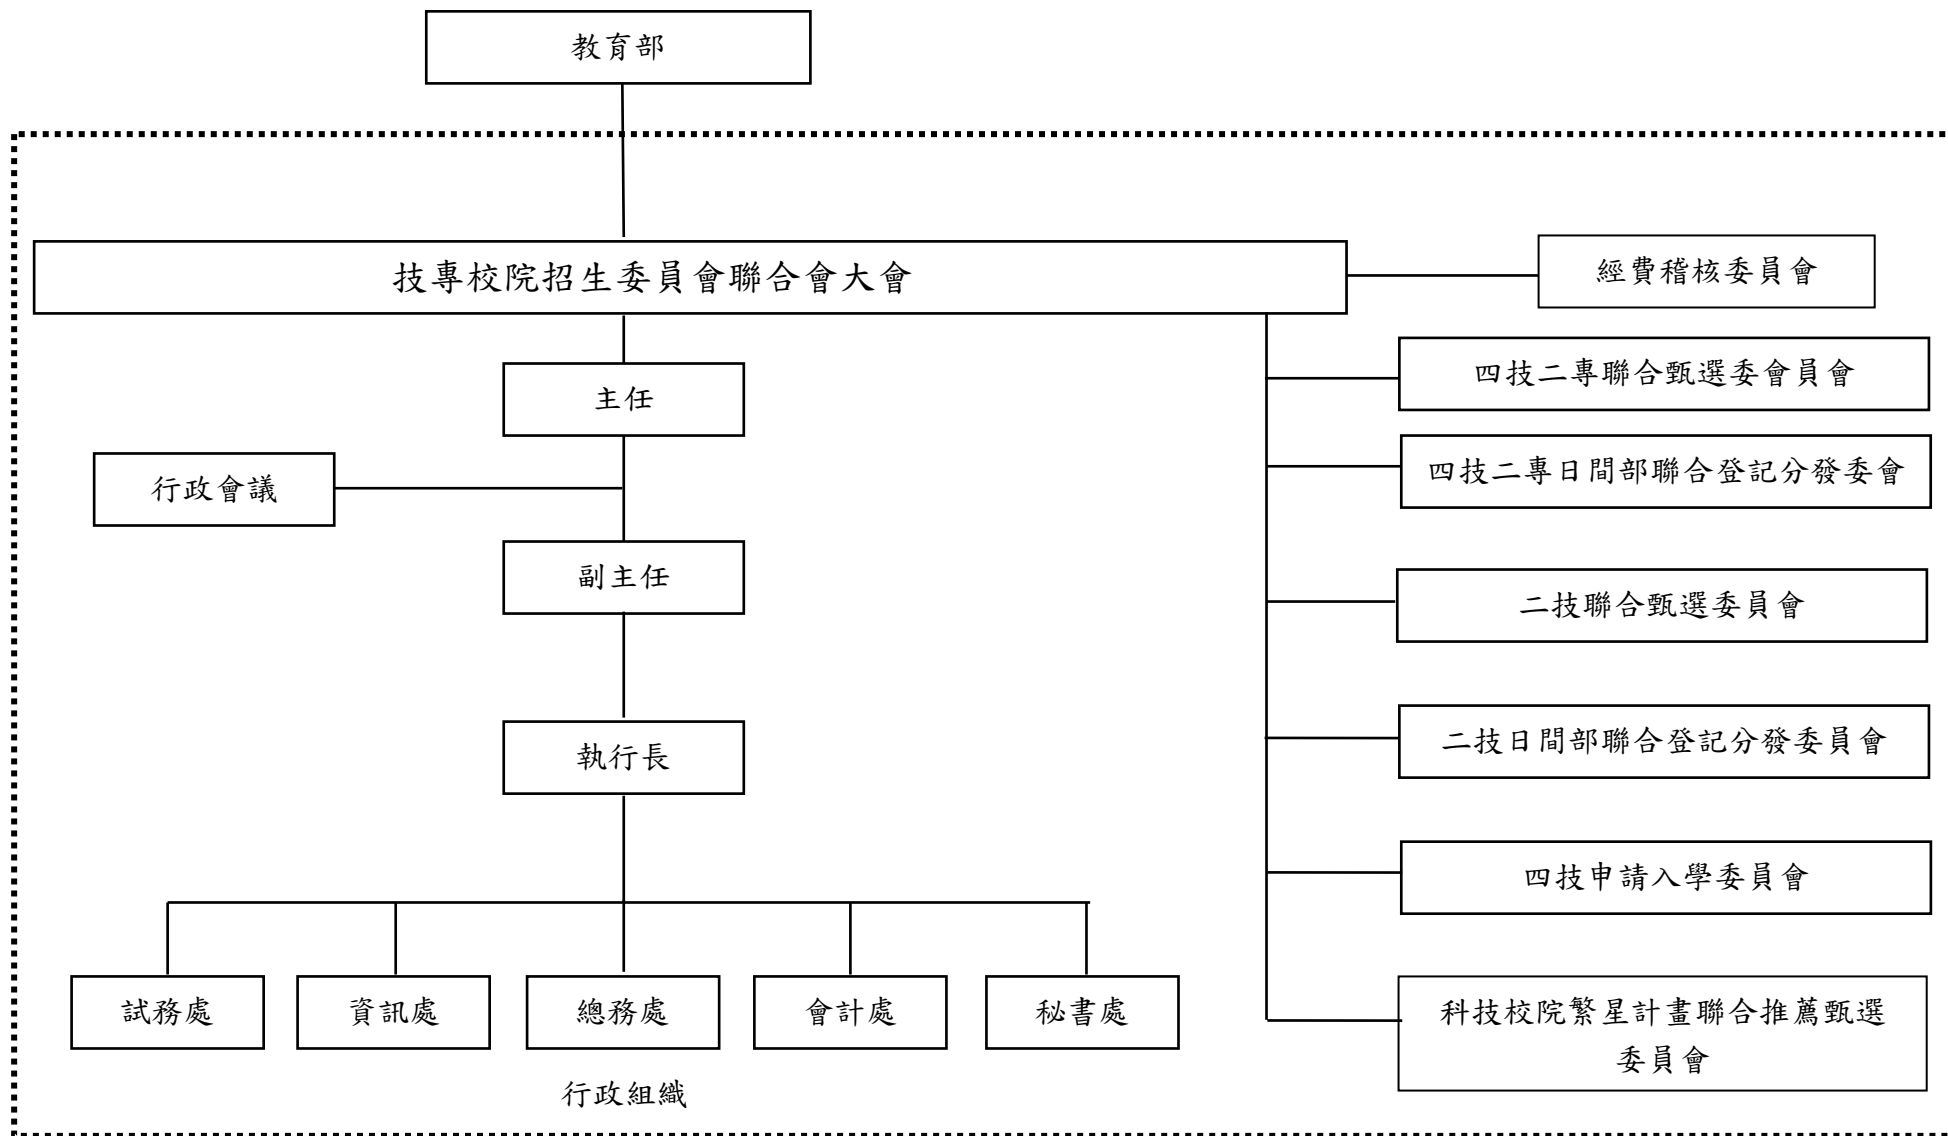 教育部
技專校院招生委員會聯合會大會
經費稽核委員會
主任
四技二專聯合甄選委會員會
行政會議
四技二專日間部聯合登記分發委會
副主任
二技聯合甄選委員會
執行長
二技日間部聯合登記分發委員會
四技申請入學委員會
試務處
資訊處
總務處
會計處
秘書處
科技校院繁星計畫聯合推薦甄選
委員會
行政組織